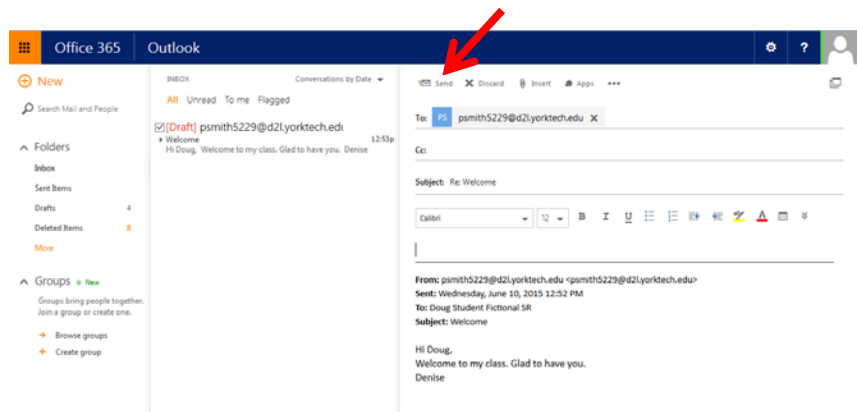 Office 365 Outlook ?
New
Search Mail and People
Folders
Inbox
Sent Items
Drafts 4
Deleted Items 8
More
Groups New
Groups bring people together.
Join a group or create one.
Browse groups
Create group
INBOX Conversations by Date
All Unread To me Flagged
[Draft] psmith5229@d2l.yorktech.edu
Welcome 12:53p
Hi Doug, Welcome to my class. Glad to have you. Denise
Send Discard Insert Apps •••
To: PS psmith5229@d2l.yorktech.edu
Cc:
Subject: Re: Welcome
Calibri 12 B I U A
From: psmith5229@d2l.yorktech.edu <psmith5229@d2l.yorktech.edu>
Sent: Wednesday, June 10, 2015 12:52 PM
To: Doug Student Fictional SR
Subject: Welcome
Hi Doug,
Welcome to my class. Glad to have you.
Denise